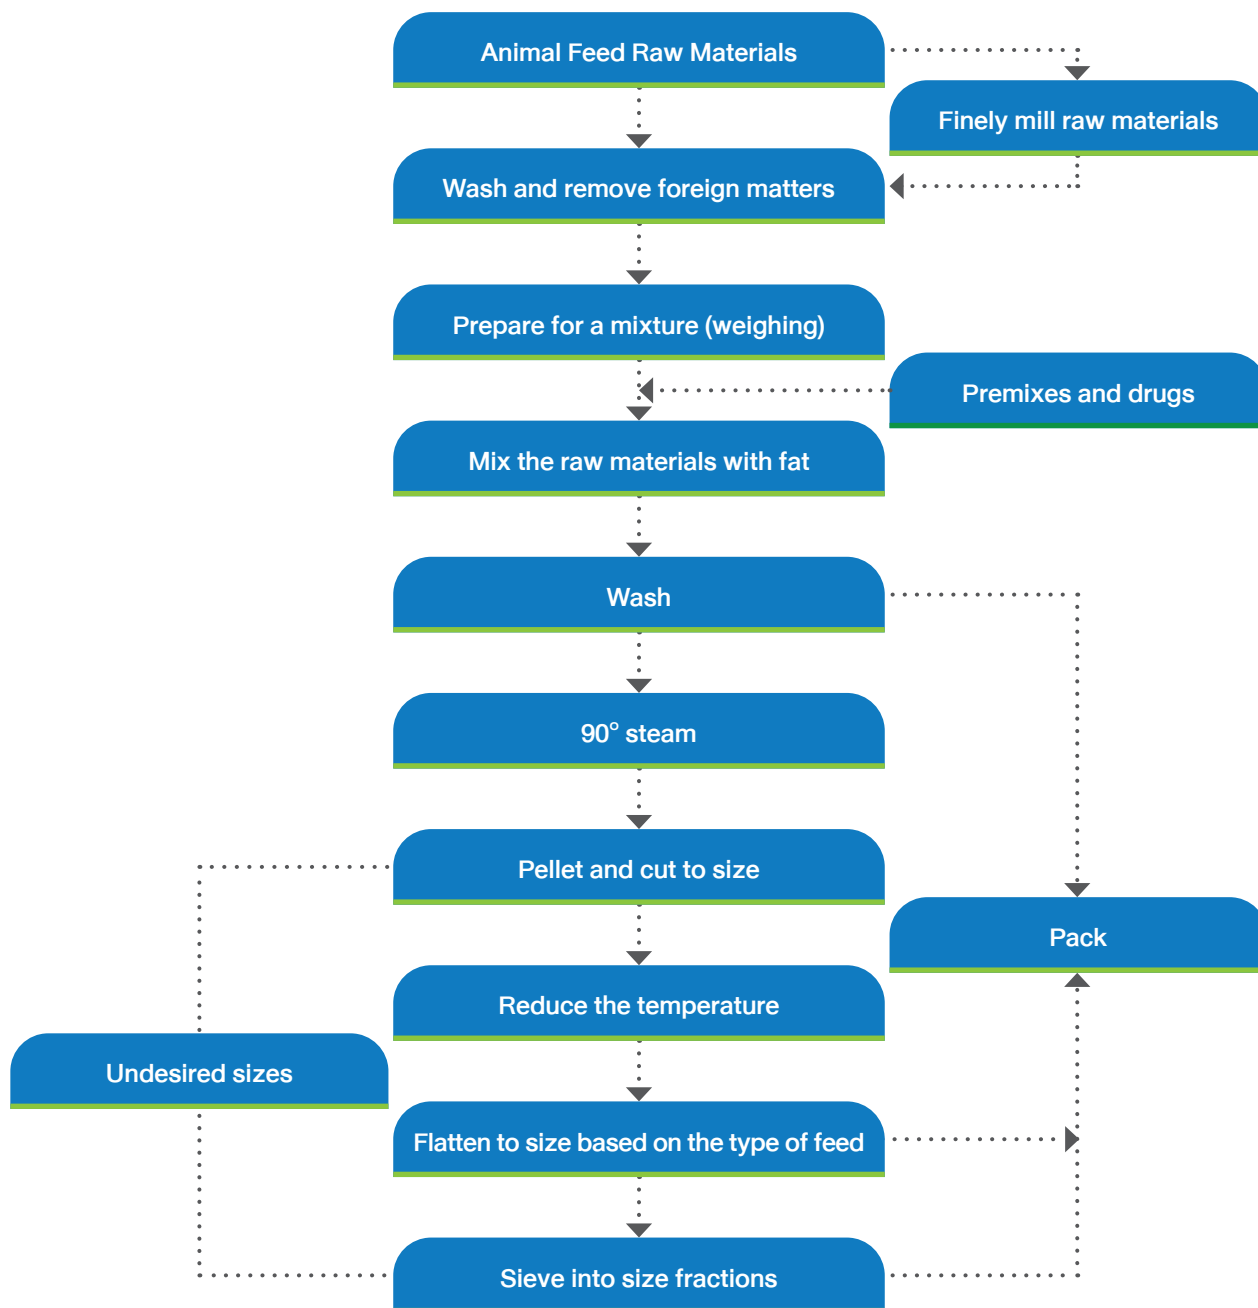 Animal Feed Raw Materials
Finely mill raw materials
Wash and remove foreign matters
Prepare for a mixture (weighing)
Premixes and drugs
Mix the raw materials with fat
Wash
90° steam
Pellet and cut to size
Pack
Reduce the temperature
Undesired sizes
Flatten to size based on the type of feed
Sieve into size fractions